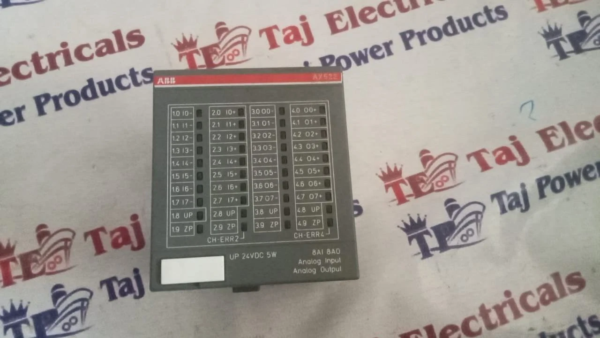 Taj Electricals
Power Products
ABB
AX522
1.0 I0- 2.0 I0+ 3.0 O0- 4.0 O0+
1.1 I1- 2.1 I1+ 3.1 O1- 4.1 O1+
1.2 I2- 2.2 I2+ 3.2 O2- 4.2 O2+
1.3 I3- 2.3 I3+ 3.3 O3- 4.3 O3+
1.4 I4- 2.4 I4+ 3.4 O4- 4.4 O4+
1.5 I5- 2.5 I5+ 3.5 O5- 4.5 O5+
1.6 I6- 2.6 I6+ 3.6 O6- 4.6 O6+
1.7 I7- 2.7 I7+ 3.7 O7- 4.7 O7+
1.8 UP 2.8 UP 3.8 UP 4.8 UP
1.9 ZP 2.9 ZP 3.9 ZP 4.9 ZP
CH-ERR2 CH-ERR4
UP 24VDC 5W
8AI 8AO
Analog Input
Analog Output
Electricals
Power Products
Taj Electricals
Taj Power Products
Taj
Taj